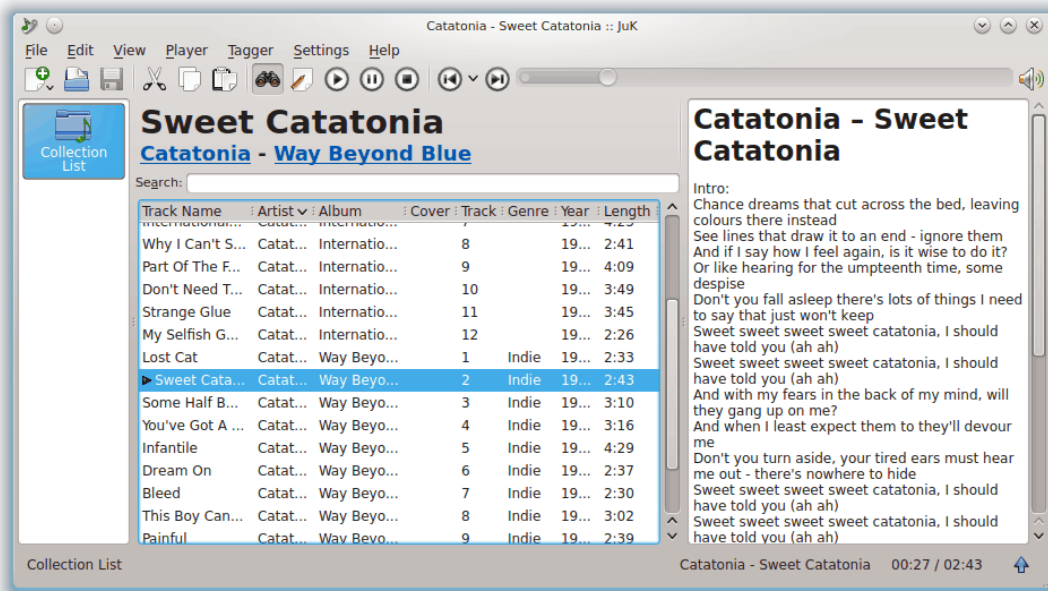 Catatonia - Sweet Catatonia :: JuK
File Edit View Player Tagger Settings Help
Collection List
Sweet Catatonia
Catatonia - Way Beyond Blue
Search:
Track Name Artist Album Cover Track Genre Year Length
Why I Can't S... Catat... Internatio... 8 19... 2:41
Part Of The F... Catat... Internatio... 9 19... 4:09
Don't Need T... Catat... Internatio... 10 19... 3:49
Strange Glue Catat... Internatio... 11 19... 3:45
My Selfish G... Catat... Internatio... 12 19... 2:26
Lost Cat Catat... Way Beyo... 1 Indie 19... 2:33
Sweet Cata... Catat... Way Beyo... 2 Indie 19... 2:43
Some Half B... Catat... Way Beyo... 3 Indie 19... 3:10
You've Got A ... Catat... Way Beyo... 4 Indie 19... 3:16
Infantile Catat... Way Beyo... 5 Indie 19... 4:29
Dream On Catat... Way Beyo... 6 Indie 19... 2:37
Bleed Catat... Way Beyo... 7 Indie 19... 2:30
This Boy Can... Catat... Way Beyo... 8 Indie 19... 3:02
Painful Catat... Way Beyo... 9 Indie 19... 2:39
Catatonia – Sweet
Catatonia
Intro:
Chance dreams that cut across the bed, leaving
colours there instead
See lines that draw it to an end - ignore them
And if I say how I feel again, is it wise to do it?
Or like hearing for the umpteenth time, some
despise
Don't you fall asleep there's lots of things I need
to say that just won't keep
Sweet sweet sweet sweet catatonia, I should
have told you (ah ah)
Sweet sweet sweet sweet catatonia, I should
have told you (ah ah)
And with my fears in the back of my mind, will
they gang up on me?
And when I least expect them to they'll devour
me
Don't you turn aside, your tired ears must hear
me out - there's nowhere to hide
Sweet sweet sweet sweet catatonia, I should
have told you (ah ah)
Sweet sweet sweet sweet catatonia, I should
have told you (ah ah)
Collection List
Catatonia - Sweet Catatonia 00:27 / 02:43